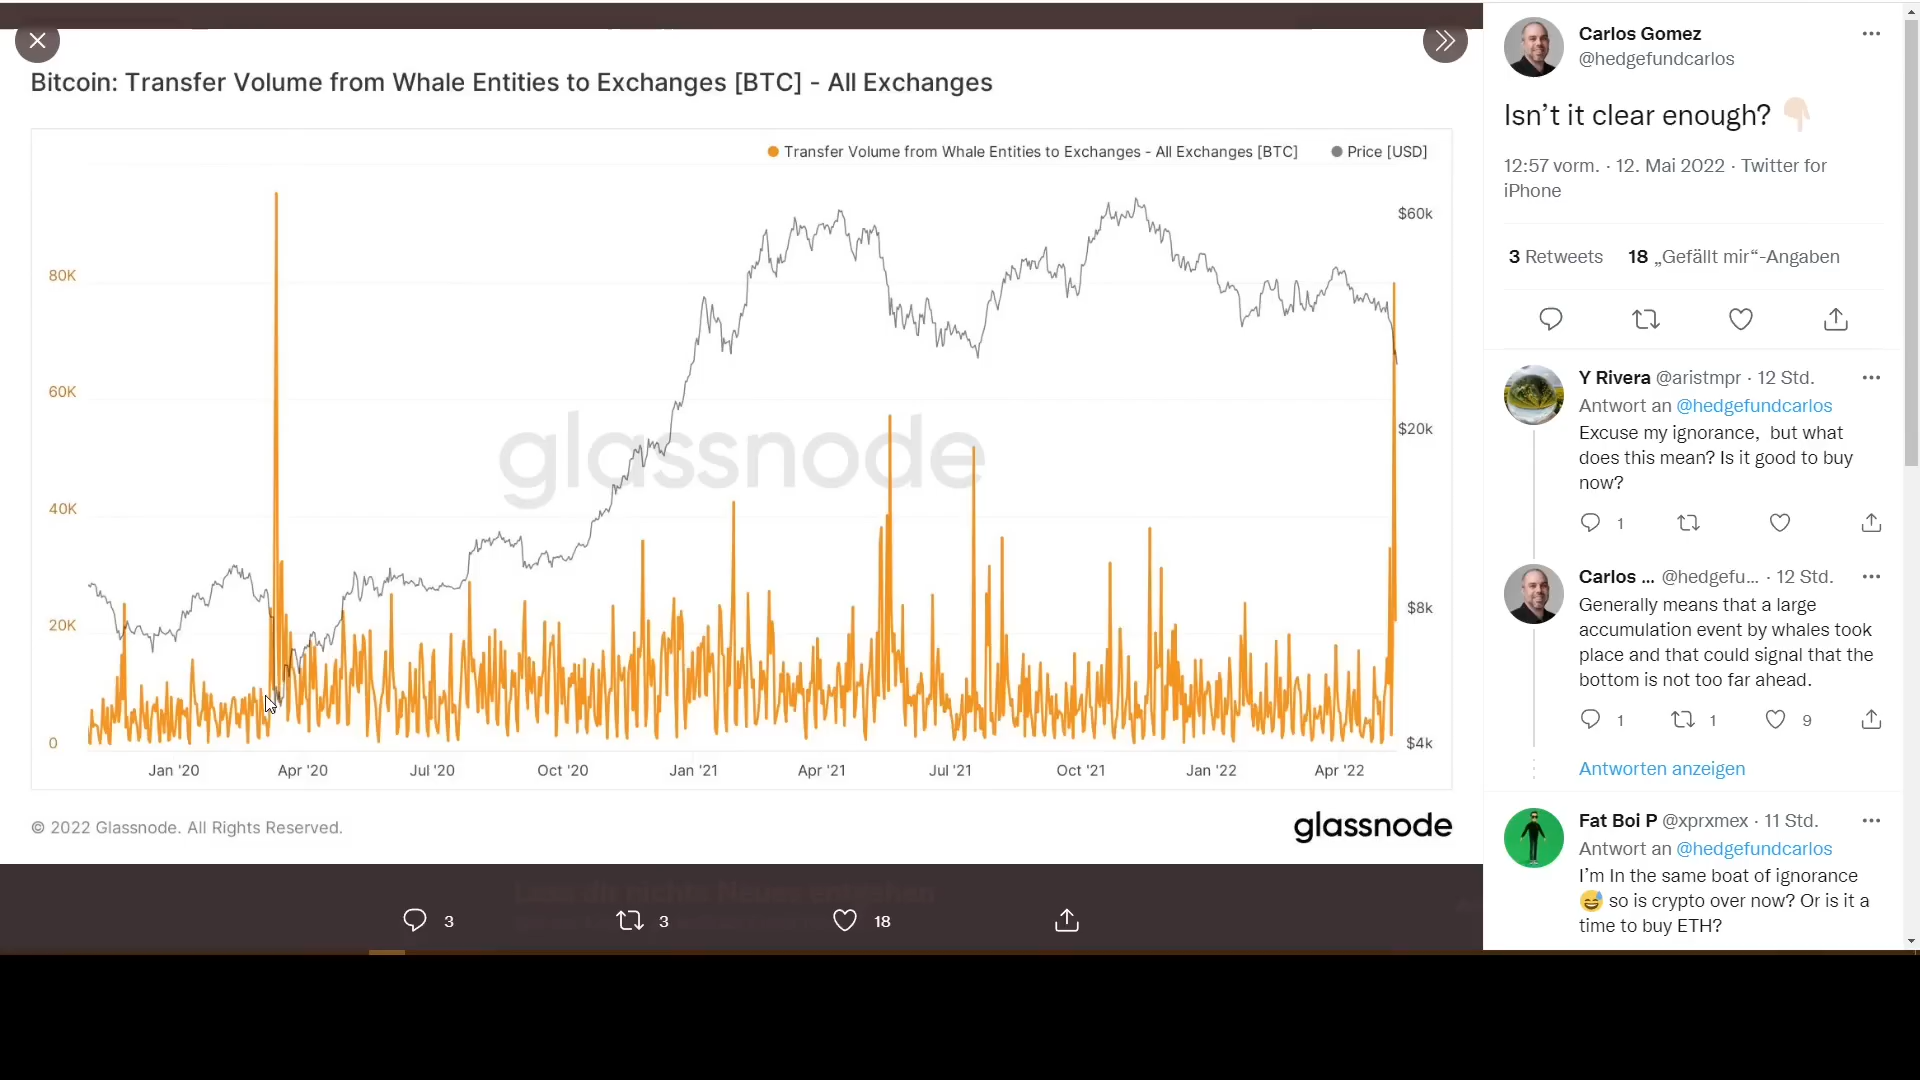 Bitcoin: Transfer Volume from Whale Entities to Exchanges [BTC] - All Exchanges
Transfer Volume from Whale Entities to Exchanges - All Exchanges [BTC]
Price [USD]
80K
60K
40K
20K
0
$60k
$20k
$8k
$4k
glassnode
Jan '20
Apr '20
Jul '20
Oct '20
Jan '21
Apr '21
Jul '21
Oct '21
Jan '22
Apr '22
© 2022 Glassnode. All Rights Reserved.
glassnode
3
3
18
Carlos Gomez
@hedgefundcarlos
Isn’t it clear enough? 👇🏻
12:57 vorm. · 12. Mai 2022 · Twitter for
iPhone
3 Retweets 18 „Gefällt mir“-Angaben
Y Rivera @aristmpr · 12 Std.
Antwort an @hedgefundcarlos
Excuse my ignorance, but what
does this mean? Is it good to buy
now?
1
Carlos ... @hedgefu... · 12 Std.
Generally means that a large
accumulation event by whales took
place and that could signal that the
bottom is not too far ahead.
1
1
9
Antworten anzeigen
Fat Boi P @xprxmex · 11 Std.
Antwort an @hedgefundcarlos
I’m In the same boat of ignorance
😅 so is crypto over now? Or is it a
time to buy ETH?